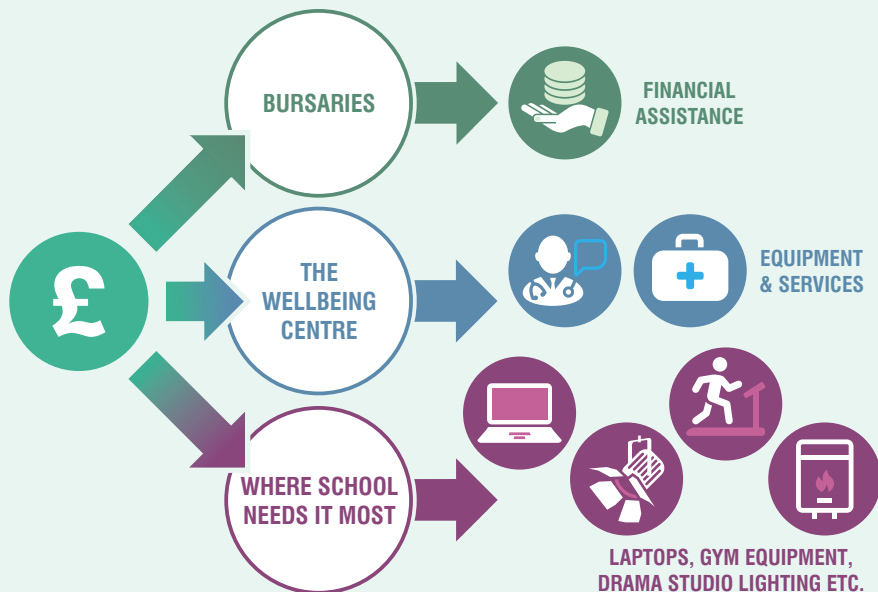 £
BURSARIES
FINANCIAL
ASSISTANCE
THE
WELLBEING
CENTRE
EQUIPMENT
& SERVICES
WHERE SCHOOL
NEEDS IT MOST
LAPTOPS, GYM EQUIPMENT,
DRAMA STUDIO LIGHTING ETC.